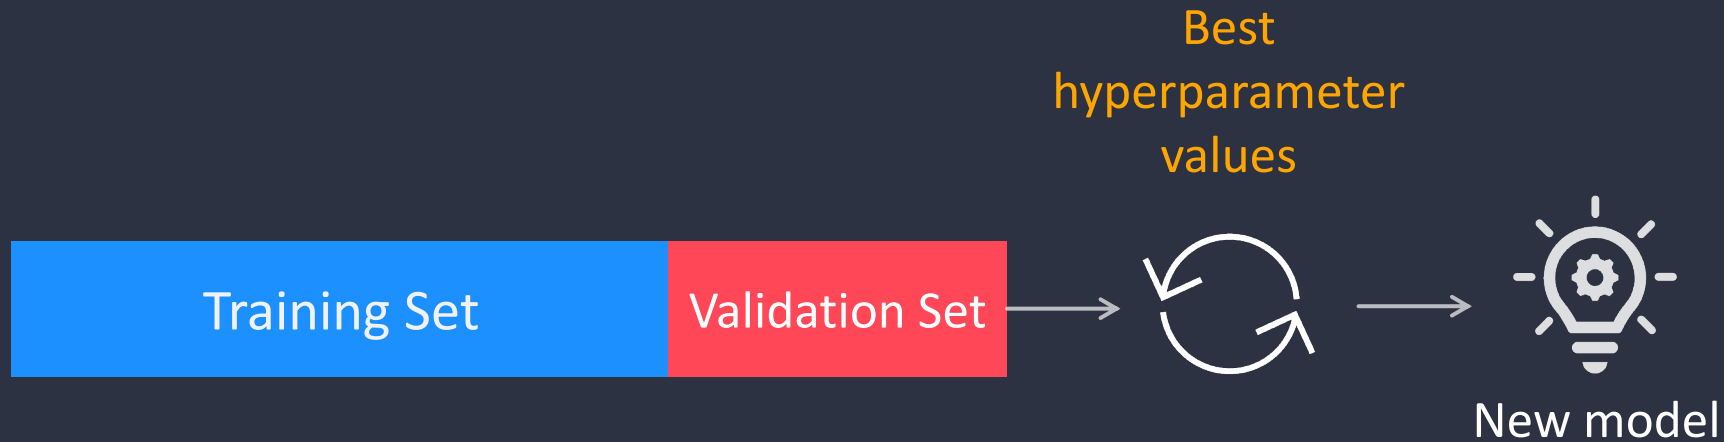 Best
hyperparameter
values
Training Set
Validation Set
New model